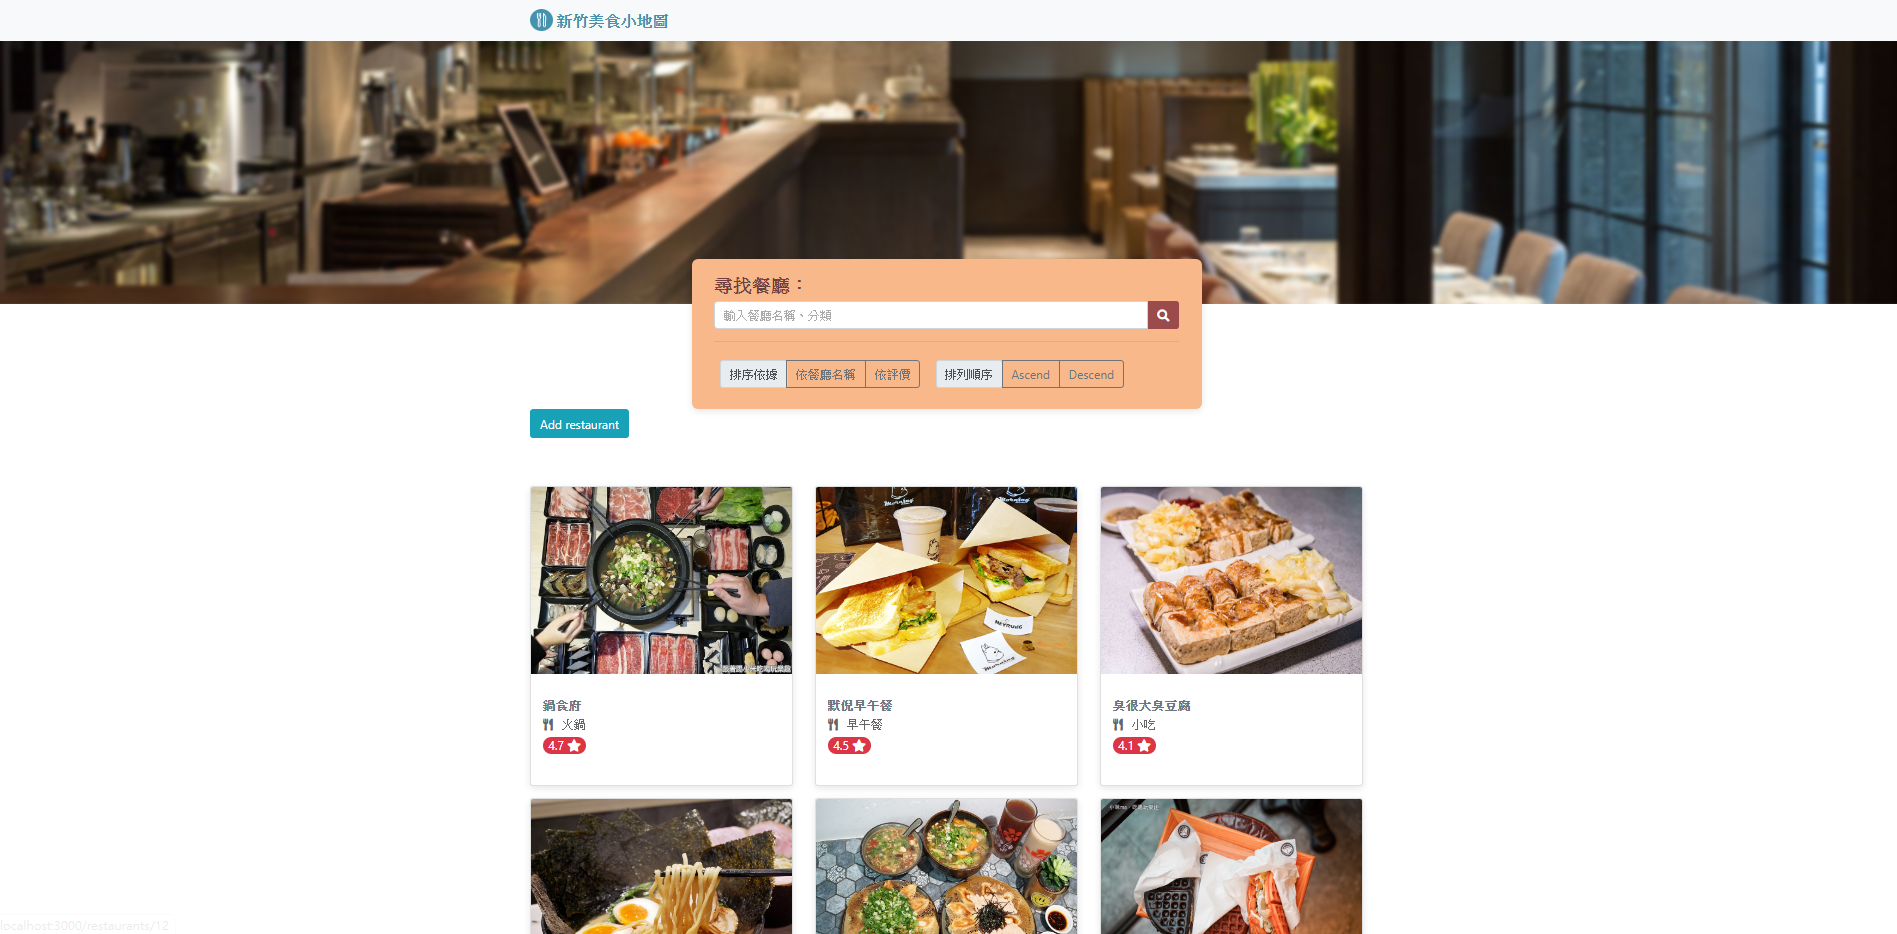 新竹美食小地圖
尋找餐廳：
輸入餐廳名稱、分類
排序依據 依餐廳名稱 依評價 排列順序 Ascend Descend
Add restaurant
鍋食府
火鍋
4.7
默倪早午餐
早午餐
4.5
臭很大臭豆腐
小吃
4.1
localhost:3000/restaurants/12